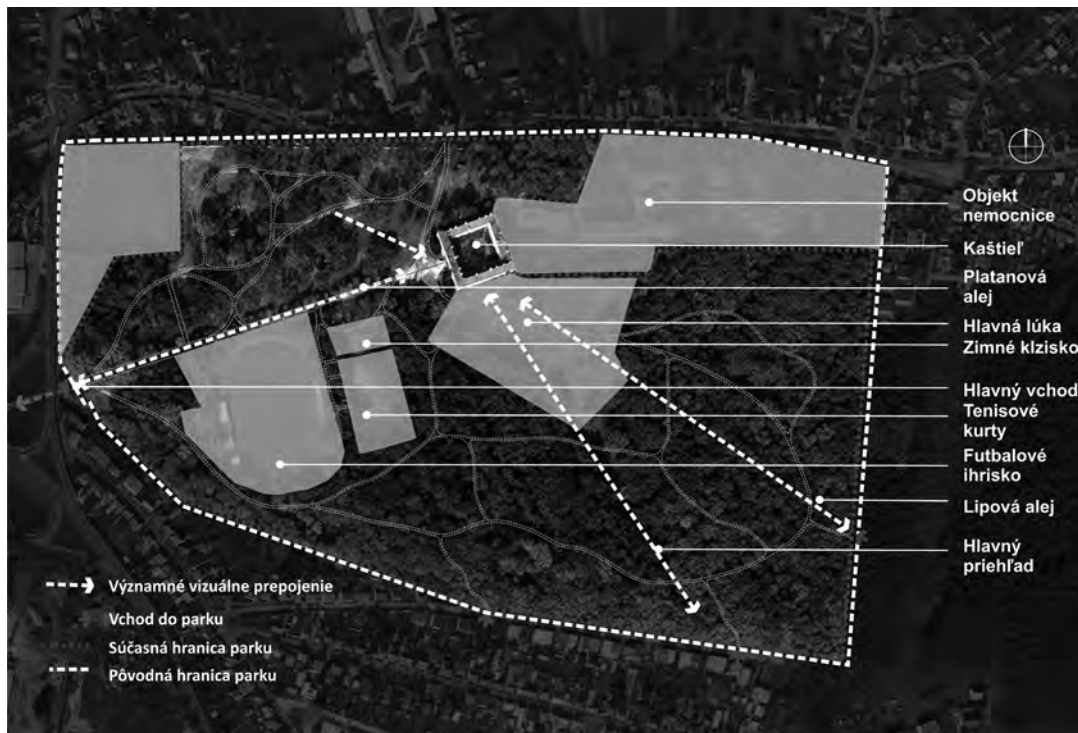 Objekt
nemocnice
Kaštieľ
Platanová
alej
Hlavná lúka
Zimné klzisko
Hlavný vchod
Tenisové
kurty
Futbalové
ihrisko
Lipová alej
Hlavný
priehľad
Významné vizuálne prepojenie
Vchod do parku
Súčasná hranica parku
Pôvodná hranica parku